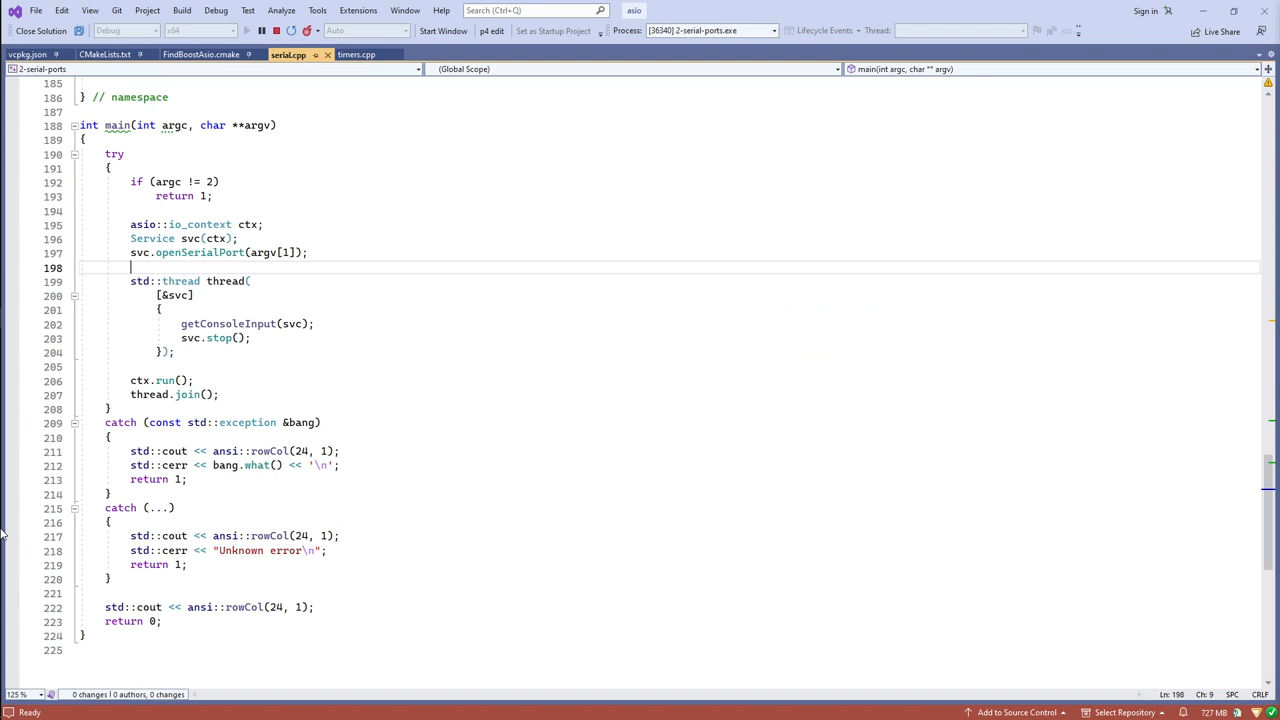 File Edit View Git Project Build Debug Test Analyze Tools Extensions Window Help Search (Ctrl+Q) asio Sign in
Close Solution Debug x64 Auto Start Window p4 edit Set as Startup Project Process: [36340] 2-serial-ports.exe Lifecycle Events Thread: Live Share
vcpkg.json CMakeLists.txt FindBoostAsio.cmake serial.cpp timers.cpp
2-serial-ports (Global Scope) main(int argc, char ** argv)
185
186 } // namespace
187
188 int main(int argc, char **argv)
189 {
190 try
191 {
192 if (argc != 2)
193 return 1;
194
195 asio::io_context ctx;
196 Service svc(ctx);
197 svc.openSerialPort(argv[1]);
198
199 std::thread thread(
200 [&svc]
201 {
202 getConsoleInput(svc);
203 svc.stop();
204 });
205
206 ctx.run();
207 thread.join();
208 }
209 catch (const std::exception &bang)
210 {
211 std::cout << ansi::rowCol(24, 1);
212 std::cerr << bang.what() << '\n';
213 return 1;
214 }
215 catch (...)
216 {
217 std::cout << ansi::rowCol(24, 1);
218 std::cerr << "Unknown error\n";
219 return 1;
220 }
221
222 std::cout << ansi::rowCol(24, 1);
223 return 0;
224 }
225
125 % 0 changes | 0 authors, 0 changes Ln: 198 Ch: 9 SPC CRLF
Ready Add to Source Control Select Repository 727 MB